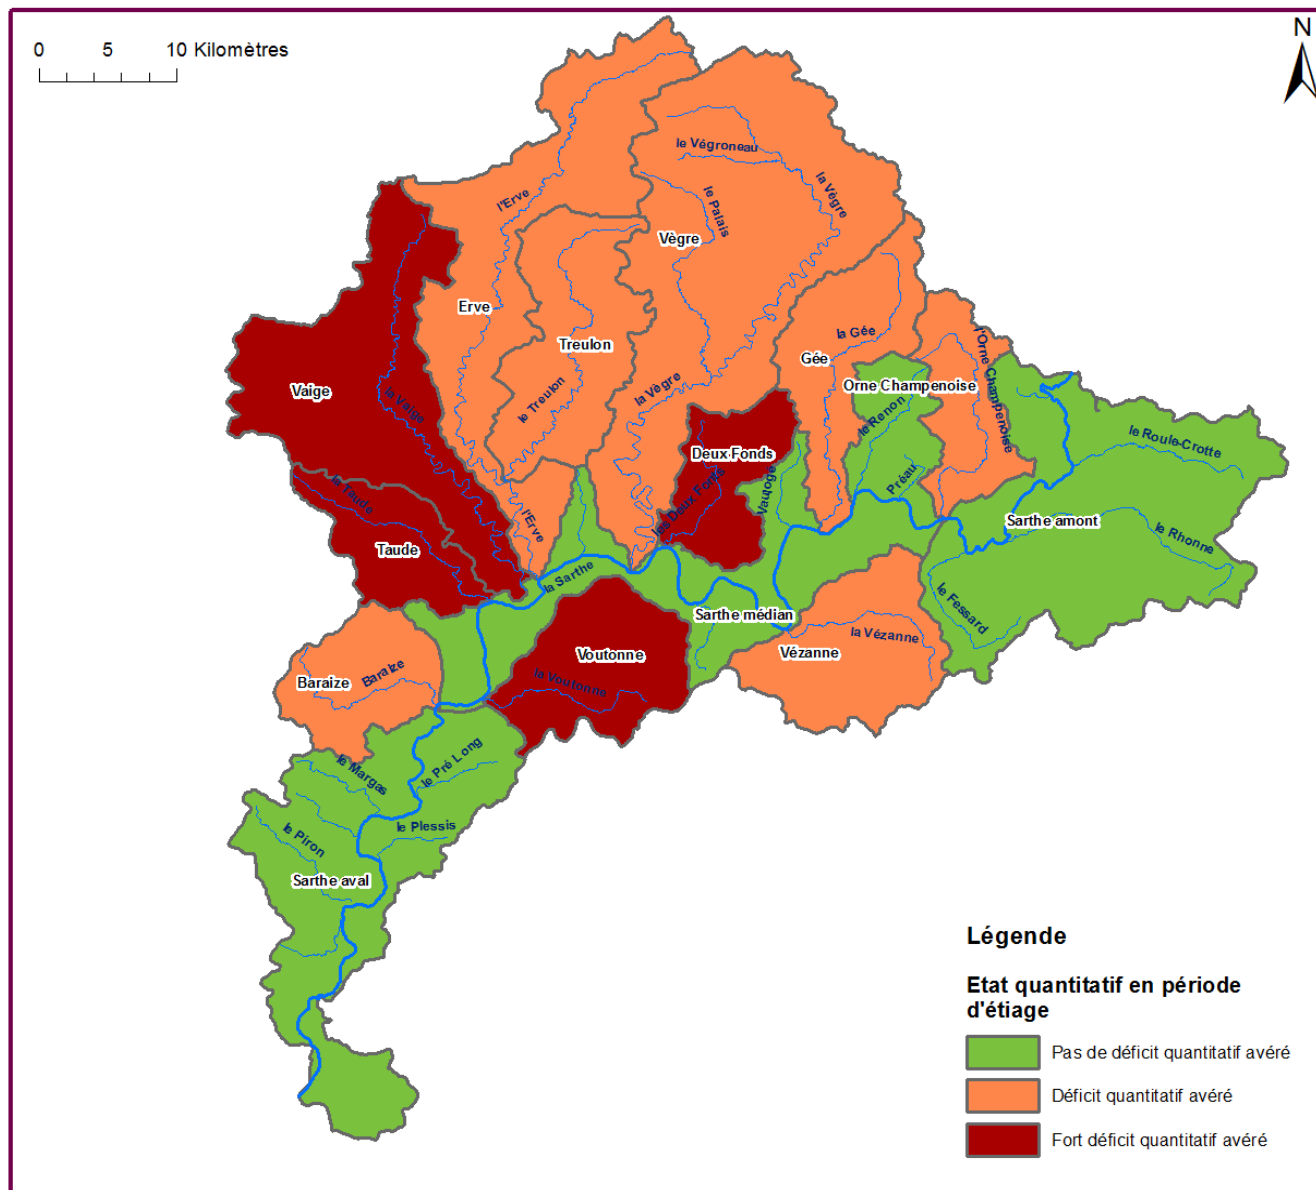 0 5 10 Kilomètres
N
le Végroneau
l'Erve
le Palais
la Vègre
Vègre
Erve
la Gée
l'Orne Champenoise
Treulon
Gée
Orne Champenoise
Vaige
la Vaige
le Treulon
la Vègre
le Renon
le Roule-Crotte
Deux Fonds
Vaujogé
Préau
la Taude
les Deux Fonds
l'Erve
Sarthe amont
le Rhonne
Taude
la Sarthe
le Fessard
Sarthe médian
la Vézanne
Vézanne
Voutonne
la Voutonne
Baraize
Baraize
le Margas
le Pré Long
le Plessis
le Piron
Sarthe aval
Légende
Etat quantitatif en période
d'étiage
Pas de déficit quantitatif avéré
Déficit quantitatif avéré
Fort déficit quantitatif avéré